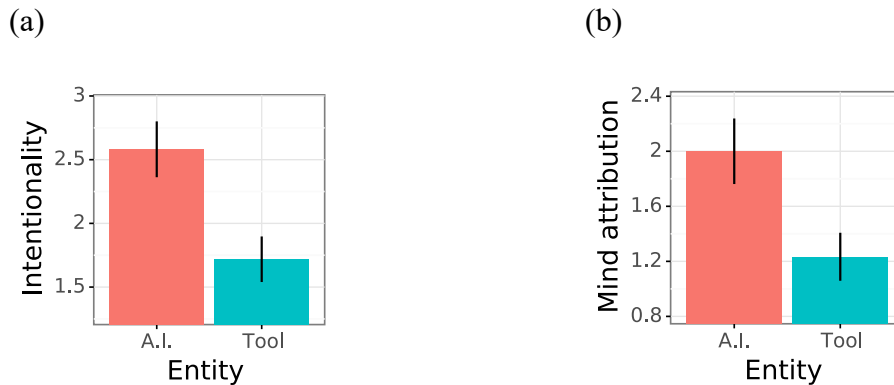 (a)
Intentionality
3
2.5
2
1.5
A.I.
Tool
Entity
(b)
Mind attribution
2.4
2
1.6
1.2
0.8
A.I.
Tool
Entity